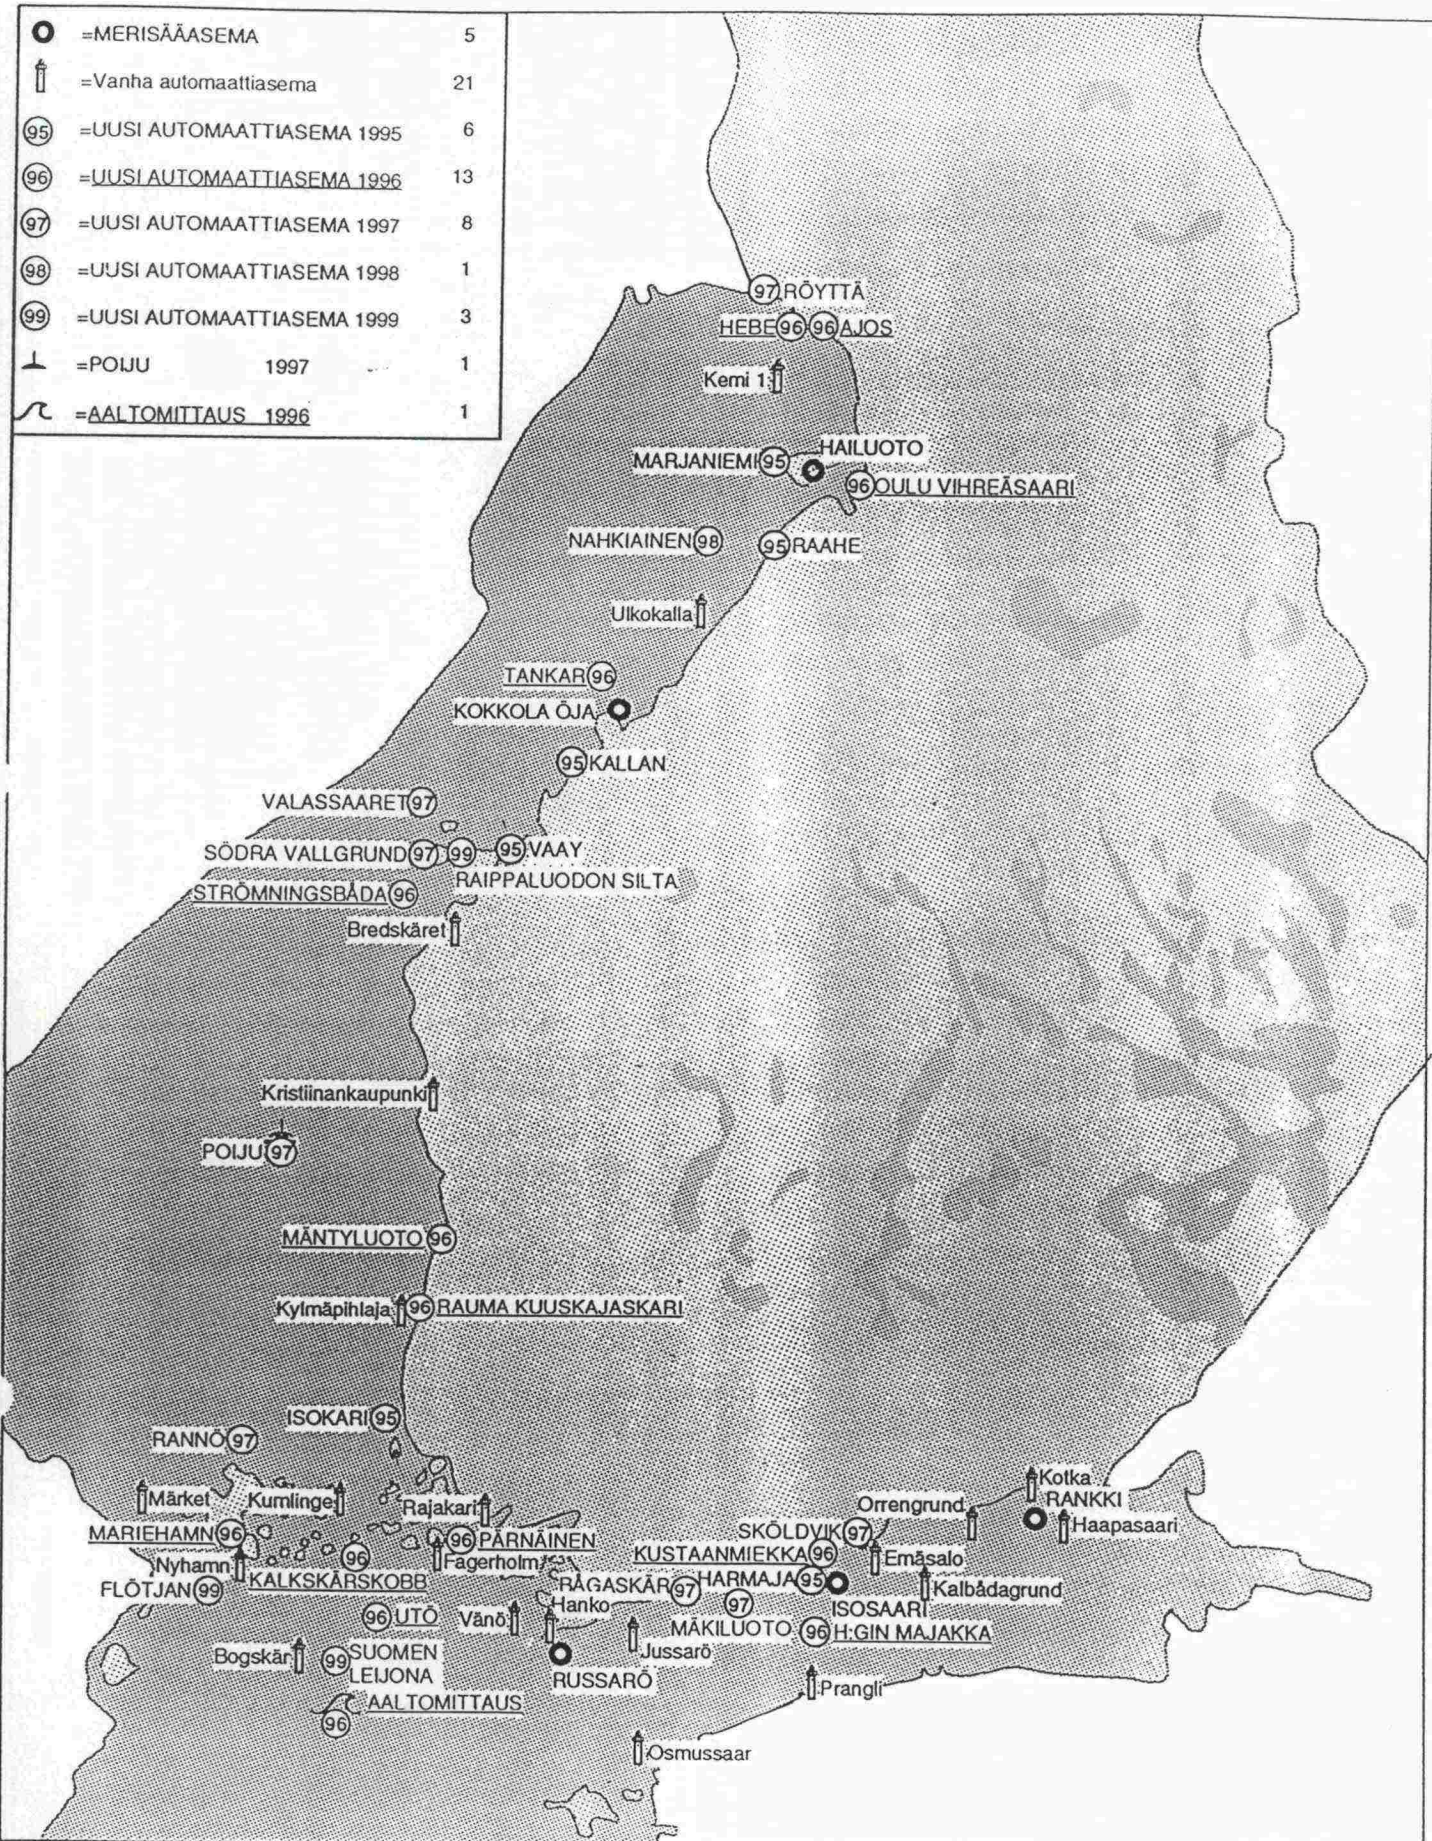 =MERISÄÄASEMA 5
=Vanha automaattiasema 21
95 =UUSI AUTOMAATTIASEMA 1995 6
96 =UUSI AUTOMAATTIASEMA 1996 13
97 =UUSI AUTOMAATTIASEMA 1997 8
98 =UUSI AUTOMAATTIASEMA 1998 1
99 =UUSI AUTOMAATTIASEMA 1999 3
=POIJU 1997 1
=AALTOMITTAUS 1996 1
97 RÖYTTÄ
HEBE 96 96 AJOS
Kemi 1
HAILUOTO
MARJANIEMI 95
96 OULU VIHREÄSAARI
NAHKIAINEN 98
95 RAAHE
Ulkokalla
TANKAR 96
KOKKOLA ÖJA
95 KALLAN
VALASSAARET 97
SÖDRA VALLGRUND 97 99 95 VAAY
RAIPPALUODON SILTA
STRÖMNINGSBÅDA 96
Bredskäret
Kristiinankaupunki
POIJU 97
MÄNTYLUOTO 96
Kylmäpihlaja 96 RAUMA KUUSKAJASKARI
ISOKARI 95
RANNÖ 97
Märket
Kumlinge
Rajakari
Orrengrund
Kotka
RANKKI
Haapasaari
MARIEHAMN 96
96 PÄRNÄINEN
SKÖLDVIK 97
Nyhamn
96
KALKSKÄRSKOBB
Fagerholm
KUSTAANMIEKKA 96
Emäsalo
FLÖTJAN 99
RÅGASKÄR 97
HARMAJA 95
Kalbådagrund
ISOSAARI
96 UTÖ
Vänö
Hanko
97
MÄKILUOTO
96 H:GIN MAJAKKA
Bogskär
99 SUOMEN
LEIJONA
Jussarö
RUSSARÖ
Prangli
AALTOMITTAUS
96
Osmussaar